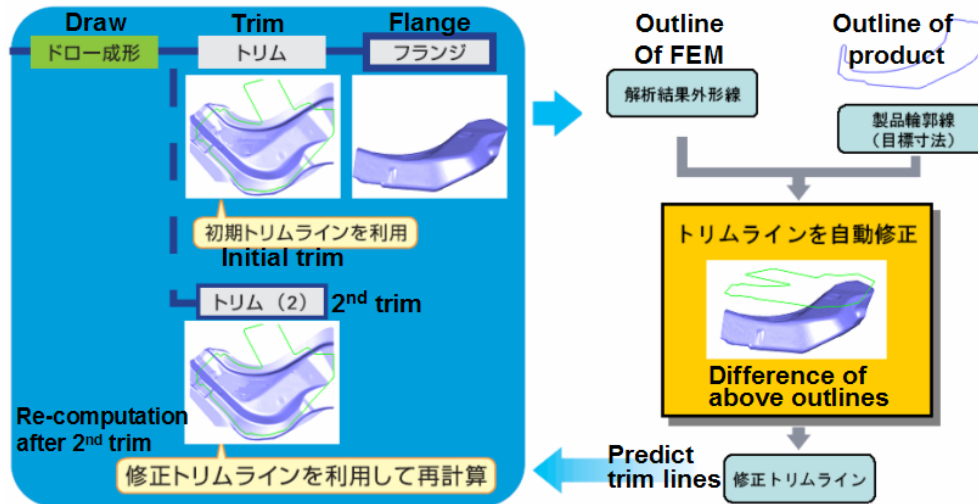 Draw
ドロー成形
Trim
トリム
Flange
フランジ
初期トリムラインを利用
Initial trim
トリム (2)
2nd trim
Re-computation
after 2nd trim
修正トリムラインを利用して再計算
Outline
Of FEM
解析結果外形線
Outline of
product
製品輪郭線
(目標寸法)
トリムラインを自動修正
Difference of
above outlines
Predict
trim lines
修正トリムライン